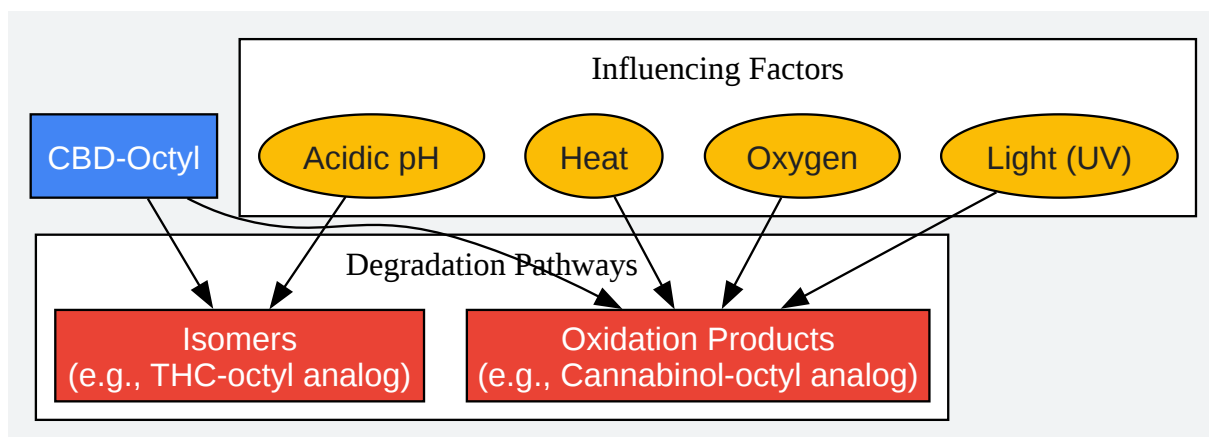 Influencing Factors
CBD-Octyl
Acidic pH
Heat
Oxygen
Light (UV)
Degradation Pathways
Isomers
(e.g., THC-octyl analog)
Oxidation Products
(e.g., Cannabinol-octyl analog)